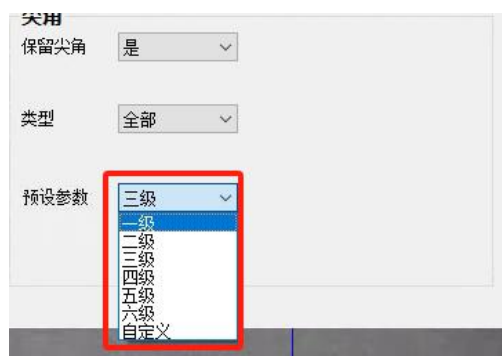 尖角
保留尖角 是
类型 全部
预设参数 三级
一级
二级
三级
四级
五级
六级
自定义